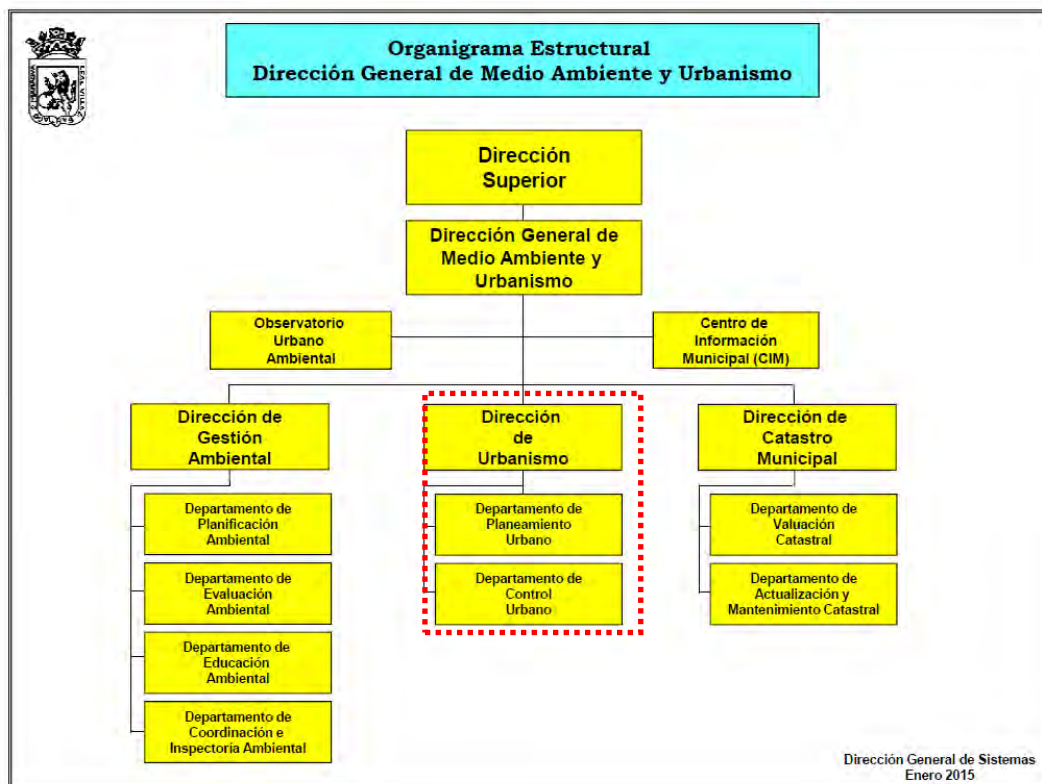 Organigrama Estructural
Dirección General de Medio Ambiente y Urbanismo
Dirección
Superior
Dirección General de
Medio Ambiente y
Urbanismo
Observatorio
Urbano
Ambiental
Centro de
Información
Municipal (CIM)
Dirección de
Gestión
Ambiental
Dirección
de
Urbanismo
Dirección de
Catastro
Municipal
Departamento de
Planificación
Ambiental
Departamento de
Planeamiento
Urbano
Departamento de
Valuación
Catastral
Departamento de
Evaluación
Ambiental
Departamento de
Control
Urbano
Departamento de
Actualización y
Mantenimiento Catastral
Departamento de
Educación
Ambiental
Departamento de
Coordinación e
Inspectoría Ambiental
Dirección General de Sistemas
Enero 2015